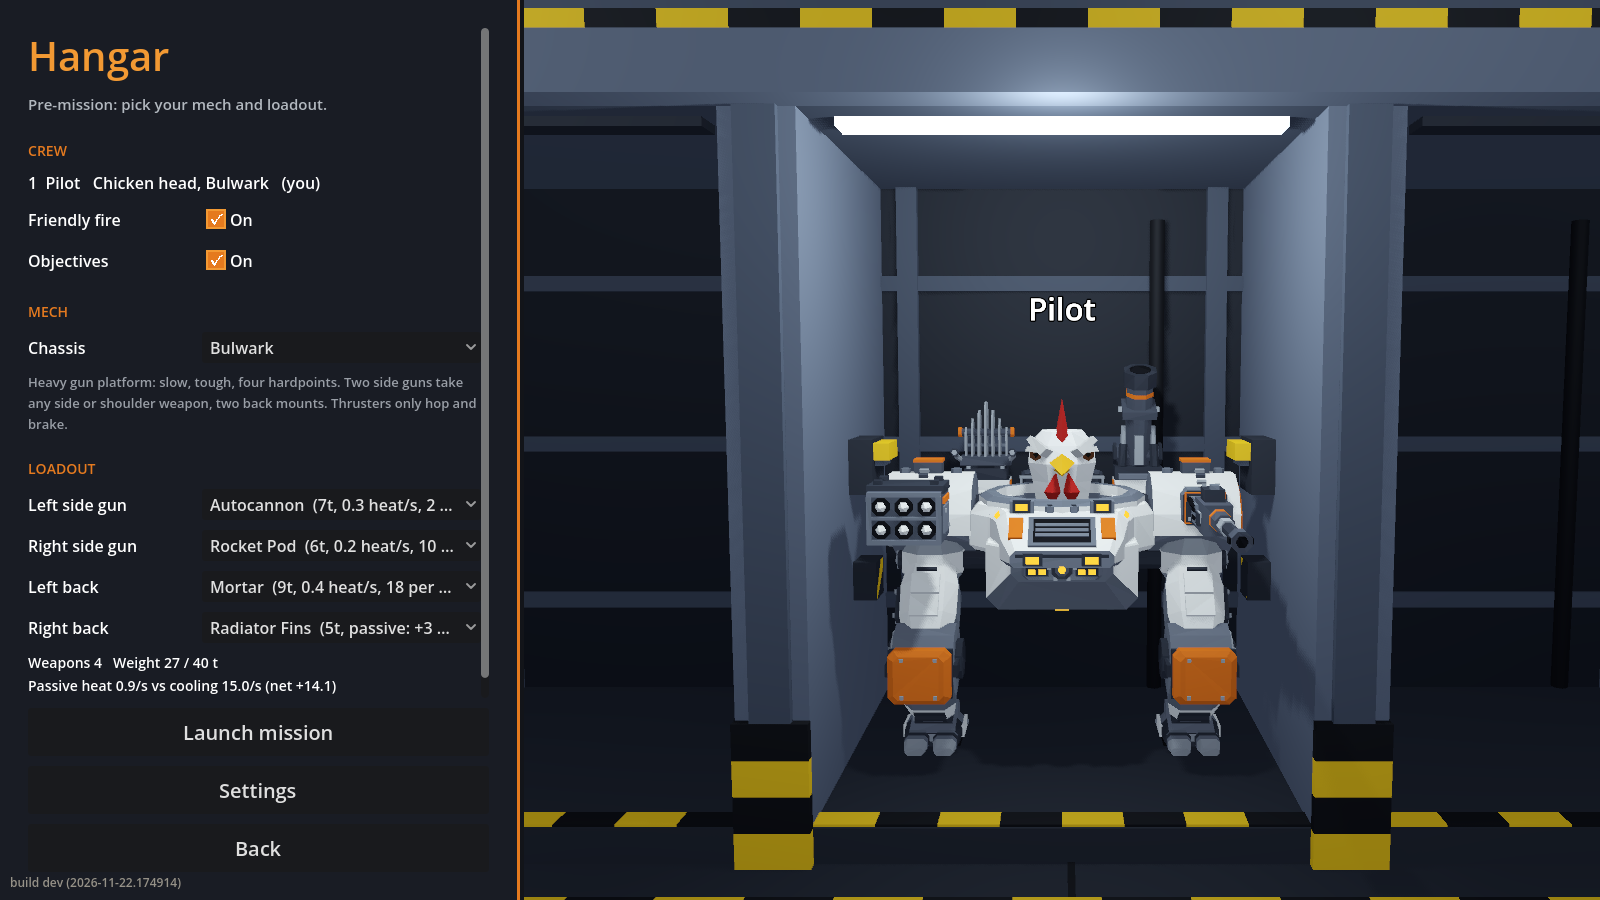 Hangar
Pre-mission: pick your mech and loadout.
CREW
1 Pilot Chicken head, Bulwark (you)
Friendly fire On
Objectives On
MECH
Chassis Bulwark
Heavy gun platform: slow, tough, four hardpoints. Two side guns take
any side or shoulder weapon, two back mounts. Thrusters only hop and
brake.
LOADOUT
Left side gun Autocannon (7t, 0.3 heat/s, 2 ...
Right side gun Rocket Pod (6t, 0.2 heat/s, 10 ...
Left back Mortar (9t, 0.4 heat/s, 18 per ...
Right back Radiator Fins (5t, passive: +3 ...
Weapons 4 Weight 27 / 40 t
Passive heat 0.9/s vs cooling 15.0/s (net +14.1)
Launch mission
Settings
Back
build dev (2026-11-22.174914)
Pilot